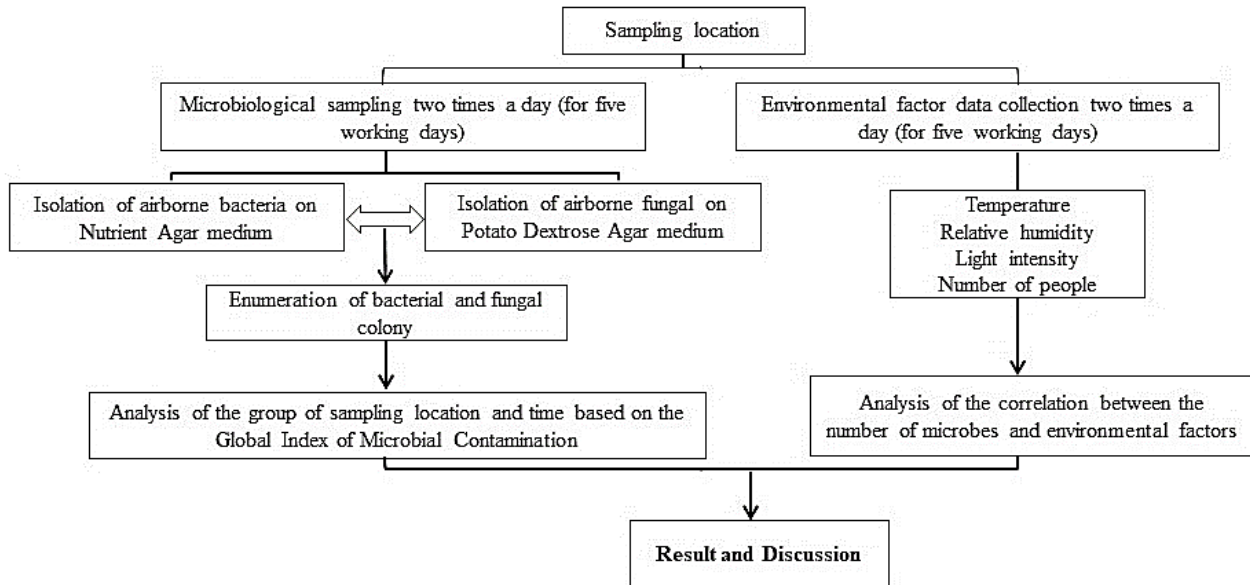 Sampling location
Microbiological sampling two times a day (for five
working days)
Environmental factor data collection two times a
day (for five working days)
Isolation of airborne bacteria on
Nutrient Agar medium
Isolation of airborne fungal on
Potato Dextrose Agar medium
Temperature
Relative humidity
Light intensity
Number of people
Enumeration of bacterial and fungal
colony
Analysis of the group of sampling location and time based on the
Global Index of Microbial Contamination
Analysis of the correlation between the
number of microbes and environmental factors
Result and Discussion